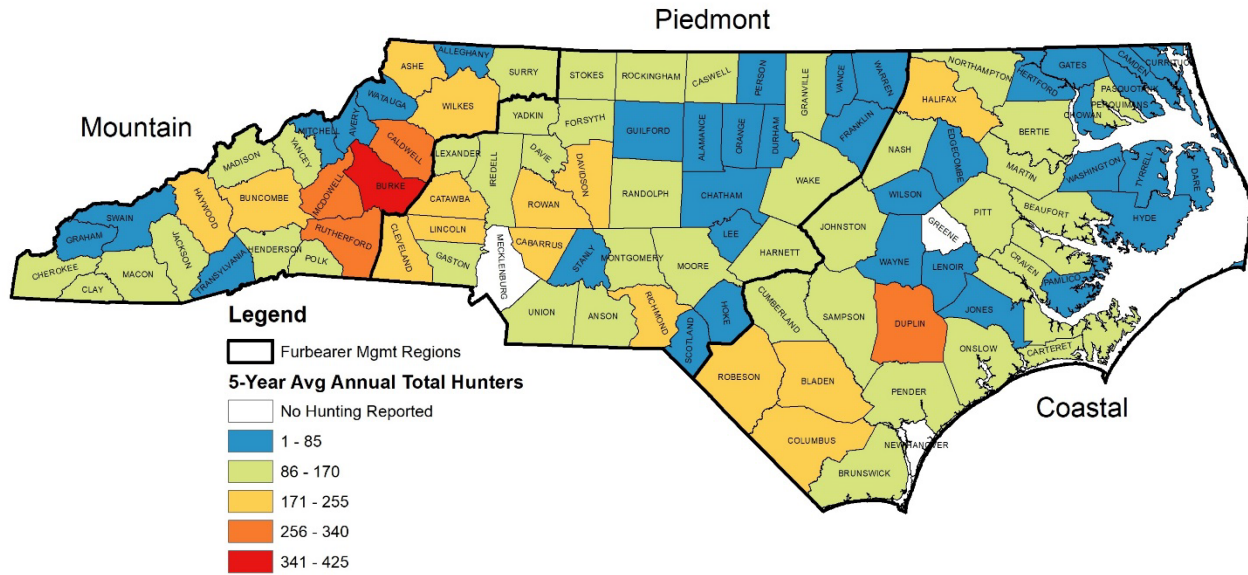 Piedmont
Mountain
Coastal
ASHE
ALLEGHANY
SURRY
STOKES
ROCKINGHAM
CASWELL
PERSON
GRANVILLE
VANCE
WARREN
NORTHAMPTON
HERTFORD
GATES
CAMDEN
CURRITUCK
PASQUOTANK
PERQUIMANS
CHOWAN
WATAUGA
WILKES
YADKIN
FORSYTH
GUILFORD
ALAMANCE
ORANGE
DURHAM
FRANKLIN
HALIFAX
BERTIE
MITCHELL
AVERY
CALDWELL
ALEXANDER
IREDELL
DAVIE
DAVIDSON
RANDOLPH
CHATHAM
WAKE
NASH
EDGECOMBE
MARTIN
WASHINGTON
TYRRELL
DARE
MADISON
YANCEY
BURKE
MCDOWELL
CATAWBA
ROWAN
WILSON
PITT
BEAUFORT
HYDE
HAYWOOD
BUNCOMBE
RUTHERFORD
LINCOLN
CABARRUS
LEE
JOHNSTON
GREENE
SWAIN
GRAHAM
JACKSON
HENDERSON
POLK
CLEVELAND
GASTON
MECKLENBURG
STANLY
MONTGOMERY
MOORE
HARNETT
WAYNE
LENOIR
CRAVEN
PAMLICO
CHEROKEE
CLAY
MACON
TRANSYLVANIA
UNION
ANSON
RICHMOND
SCOTLAND
HOKE
CUMBERLAND
SAMPSON
DUPLIN
JONES
ONSLOW
CARTERET
ROBESON
BLADEN
PENDER
COLUMBUS
BRUNSWICK
NEW HANOVER
Legend
Furbearer Mgmt Regions
5-Year Avg Annual Total Hunters
No Hunting Reported
1 - 85
86 - 170
171 - 255
256 - 340
341 - 425